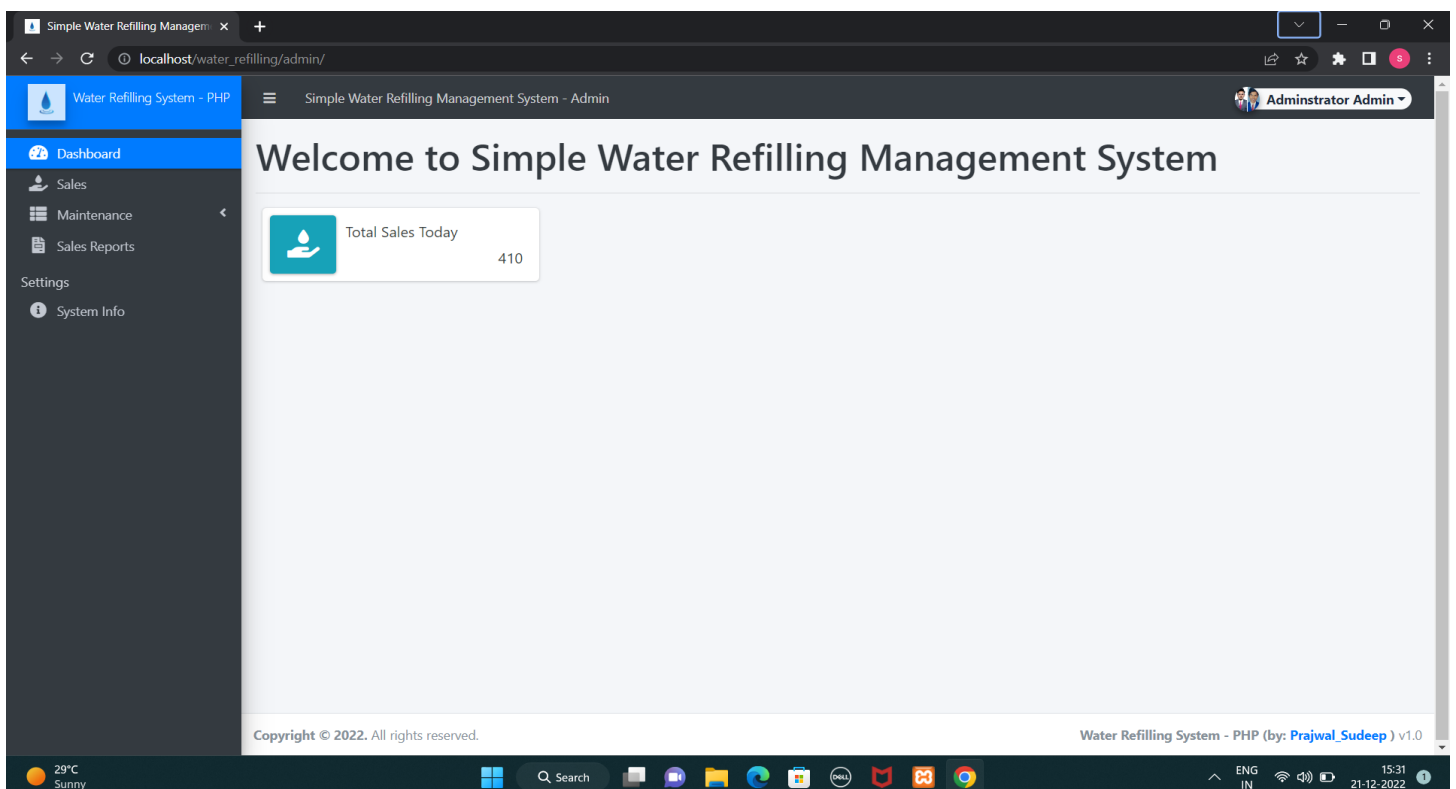 Simple Water Refilling Managem
localhost/water_refilling/admin/
S
Water Refilling System - PHP
Simple Water Refilling Management System - Admin
Adminstrator Admin
Dashboard
Sales
Maintenance
Sales Reports
Settings
System Info
Welcome to Simple Water Refilling Management System
Total Sales Today
410
Copyright © 2022. All rights reserved.
Water Refilling System - PHP (by: Prajwal_Sudeep ) v1.0
29°C
Sunny
Search
DELL
ENG
IN
15:31
21-12-2022
1